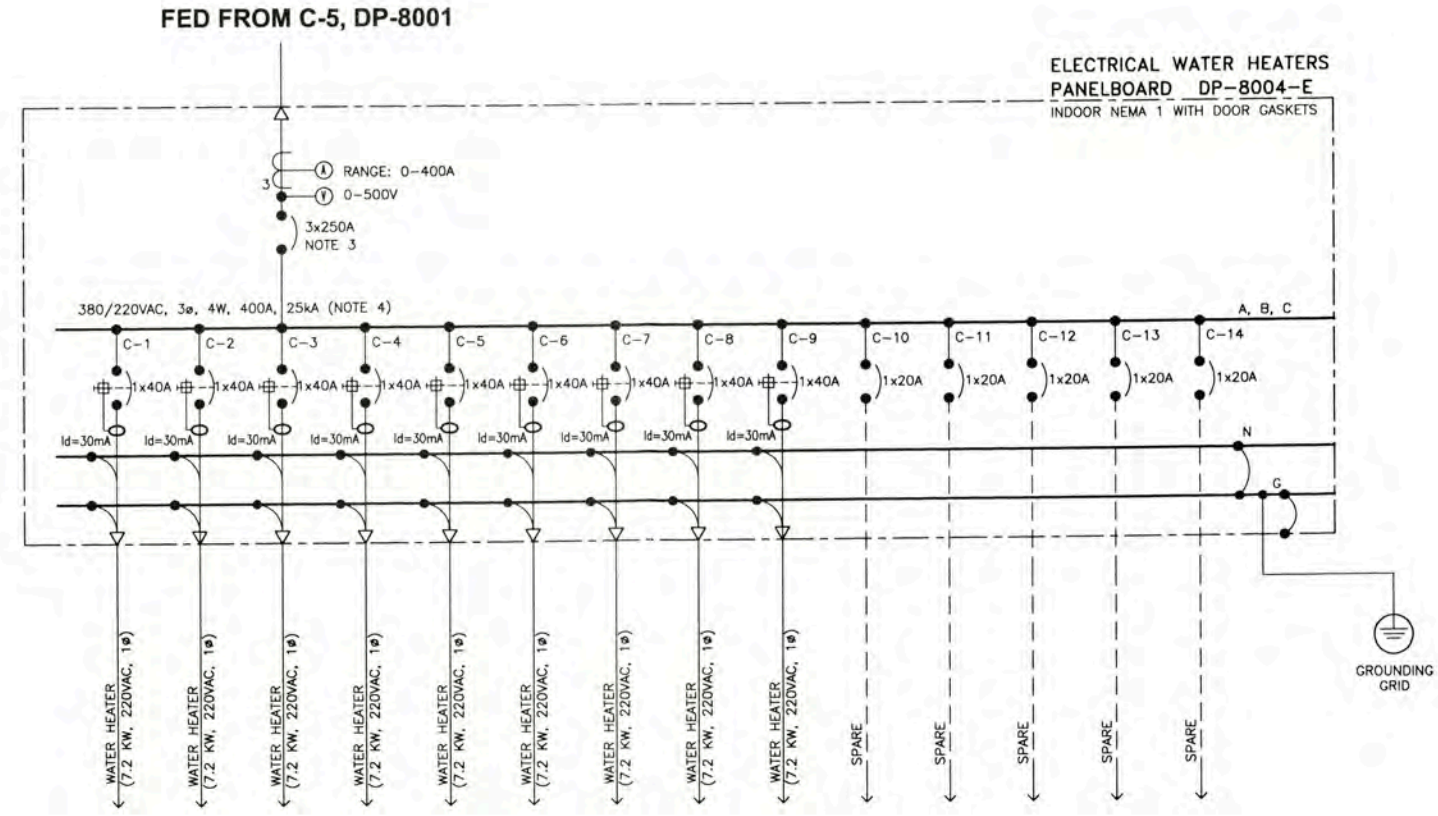 FED FROM C-5, DP-8001
ELECTRICAL WATER HEATERS
PANELBOARD DP-8004-E
INDOOR NEMA 1 WITH DOOR GASKETS
A RANGE: 0-400A
3
V 0-500V
3x250A
NOTE 3
380/220VAC, 3ø, 4W, 400A, 25kA (NOTE 4)
A, B, C
C-1 C-2 C-3 C-4 C-5 C-6 C-7 C-8 C-9 C-10 C-11 C-12 C-13 C-14
1x40A 1x40A 1x40A 1x40A 1x40A 1x40A 1x40A 1x40A 1x40A 1x20A 1x20A 1x20A 1x20A 1x20A
Id=30mA Id=30mA Id=30mA Id=30mA Id=30mA Id=30mA Id=30mA Id=30mA Id=30mA
N
G
WATER HEATER
(7.2 KW, 220VAC, 1ø)
WATER HEATER
(7.2 KW, 220VAC, 1ø)
WATER HEATER
(7.2 KW, 220VAC, 1ø)
WATER HEATER
(7.2 KW, 220VAC, 1ø)
WATER HEATER
(7.2 KW, 220VAC, 1ø)
WATER HEATER
(7.2 KW, 220VAC, 1ø)
WATER HEATER
(7.2 KW, 220VAC, 1ø)
WATER HEATER
(7.2 KW, 220VAC, 1ø)
WATER HEATER
(7.2 KW, 220VAC, 1ø)
SPARE
SPARE
SPARE
SPARE
SPARE
GROUNDING
GRID